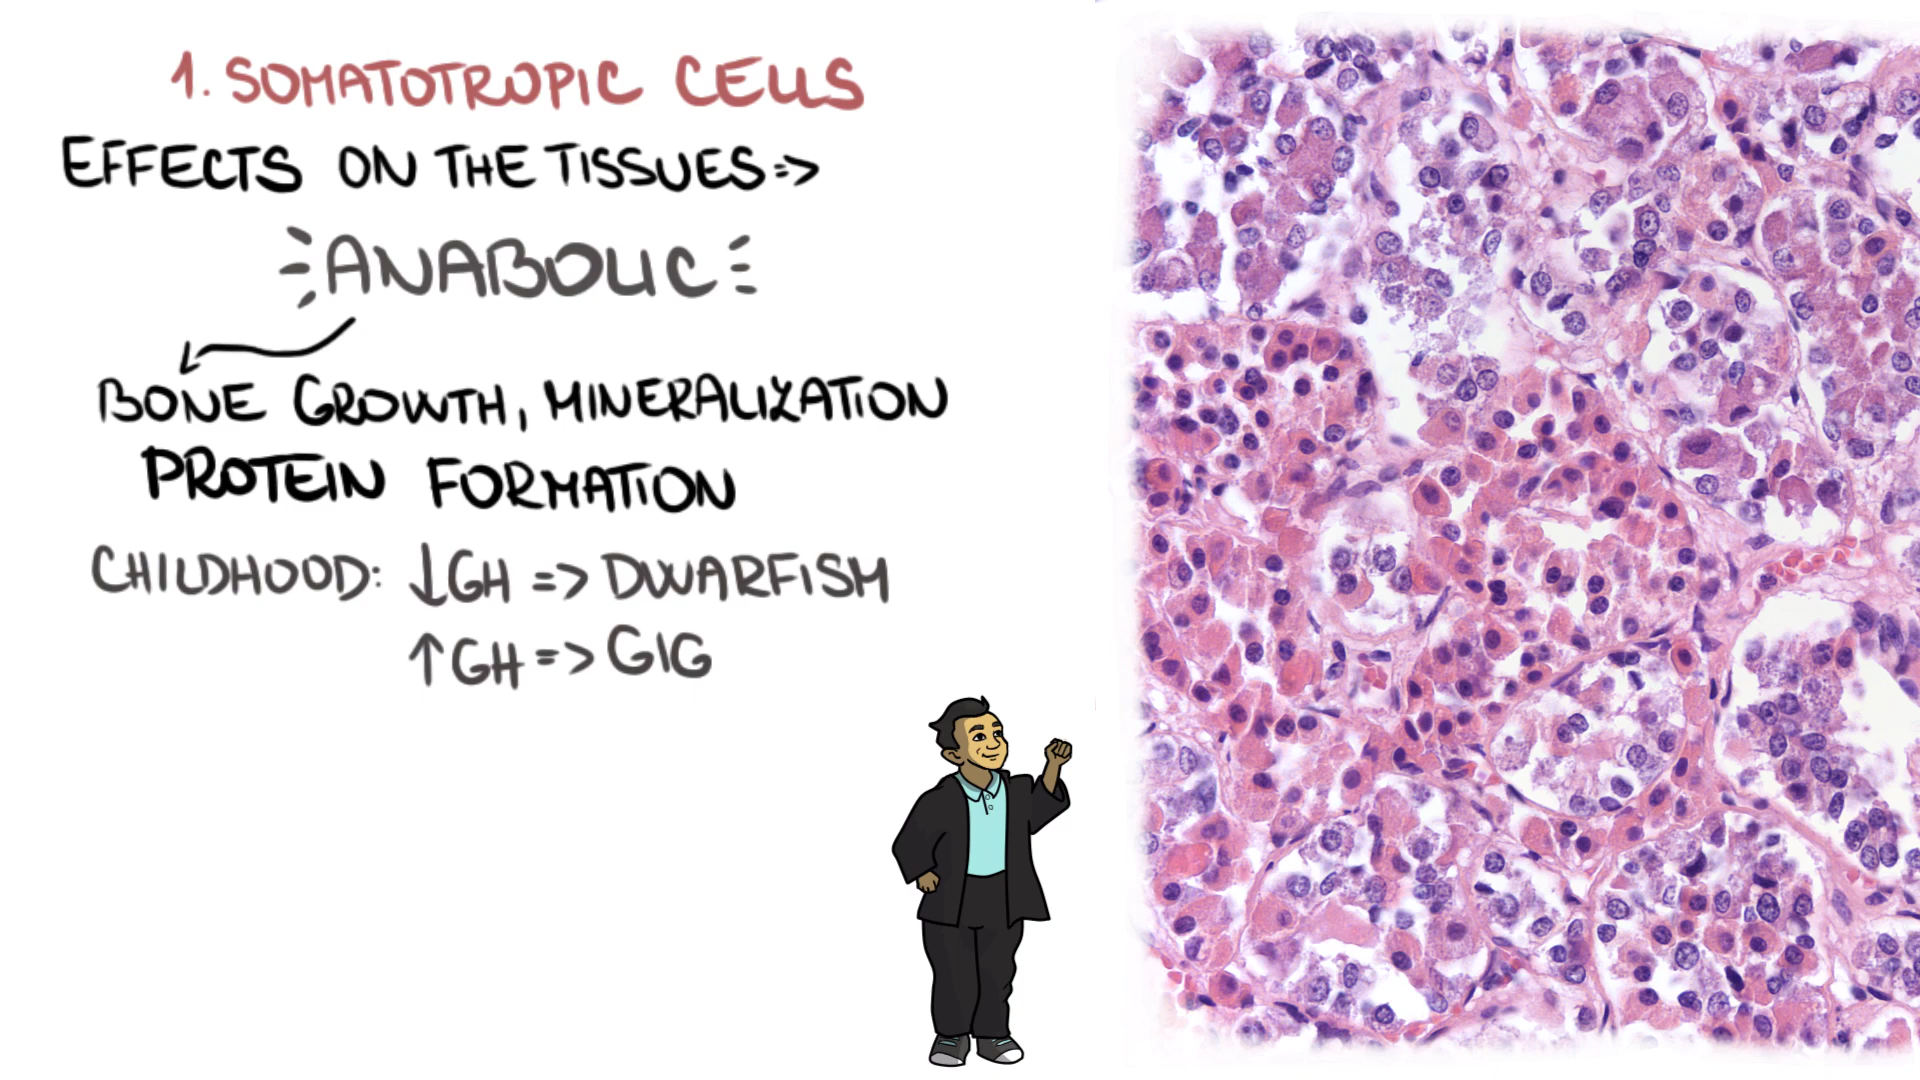 1. SOMATOTROPIC CELLS
EFFECTS ON THE TISSUES =>
ANABOLIC
BONE GROWTH, MINERALIZATION
PROTEIN FORMATION
CHILDHOOD: ↓GH => DWARFISM
↑GH => GIG